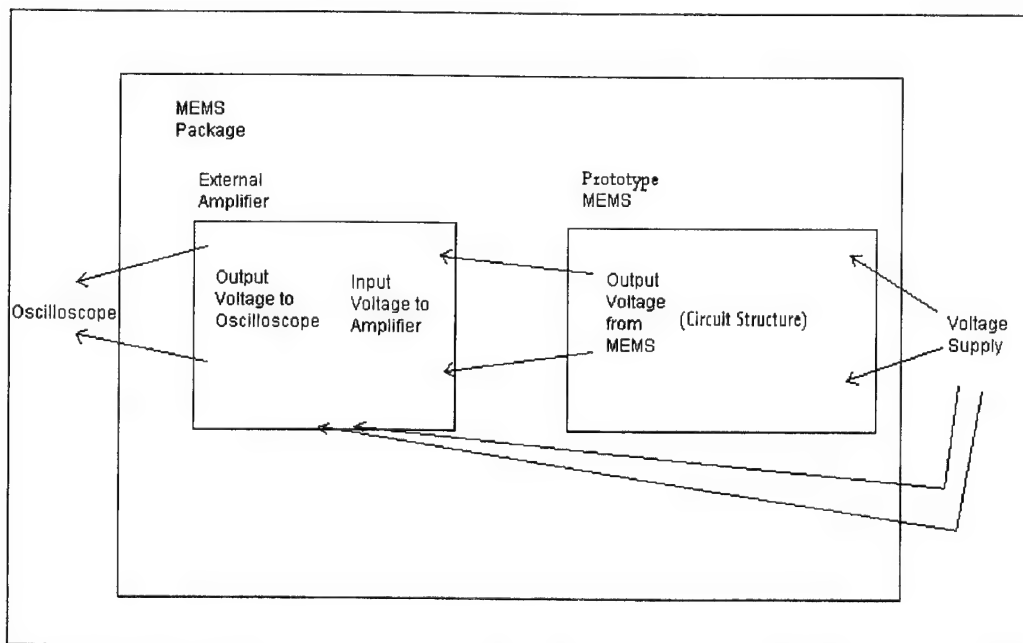 MEMS
Package
External
Amplifier
Prototype
MEMS
Output
Voltage to
Oscilloscope
Input
Voltage to
Amplifier
Output
Voltage
from
MEMS
(Circuit Structure)
Oscilloscope
Voltage
Supply